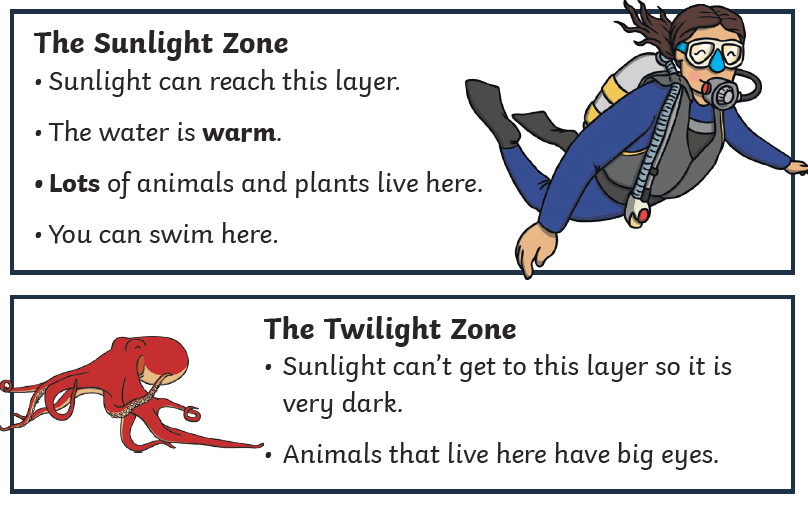 The Sunlight Zone
• Sunlight can reach this layer.
• The water is warm.
• Lots of animals and plants live here.
• You can swim here.
The Twilight Zone
• Sunlight can't get to this layer so it is
very dark.
• Animals that live here have big eyes.